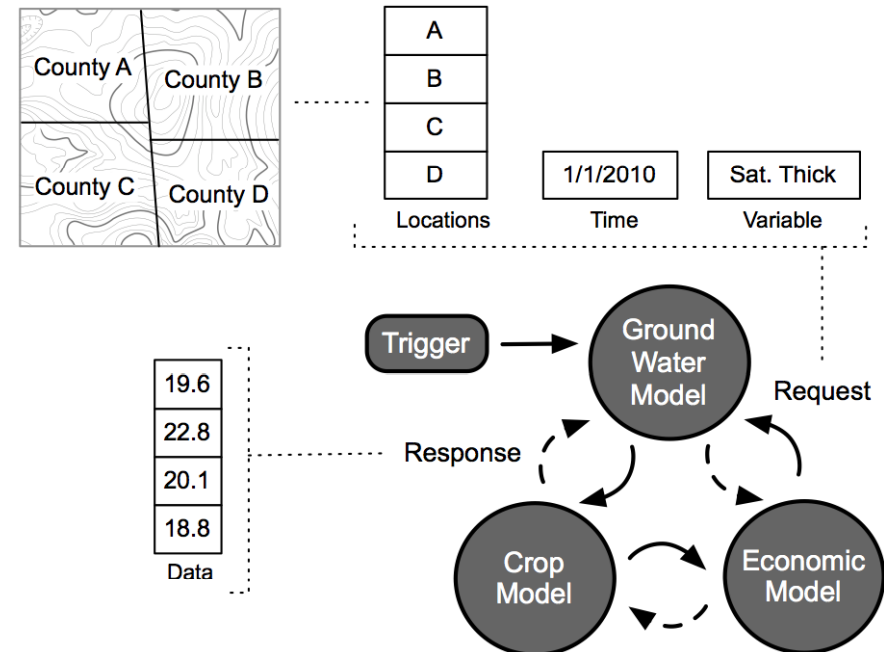 County A
County B
County C
County D
A
B
C
D
Locations
1/1/2010
Time
Sat. Thick
Variable
Trigger
Ground
Water
Model
Request
19.6
22.8
20.1
18.8
Data
Response
Crop
Model
Economic
Model